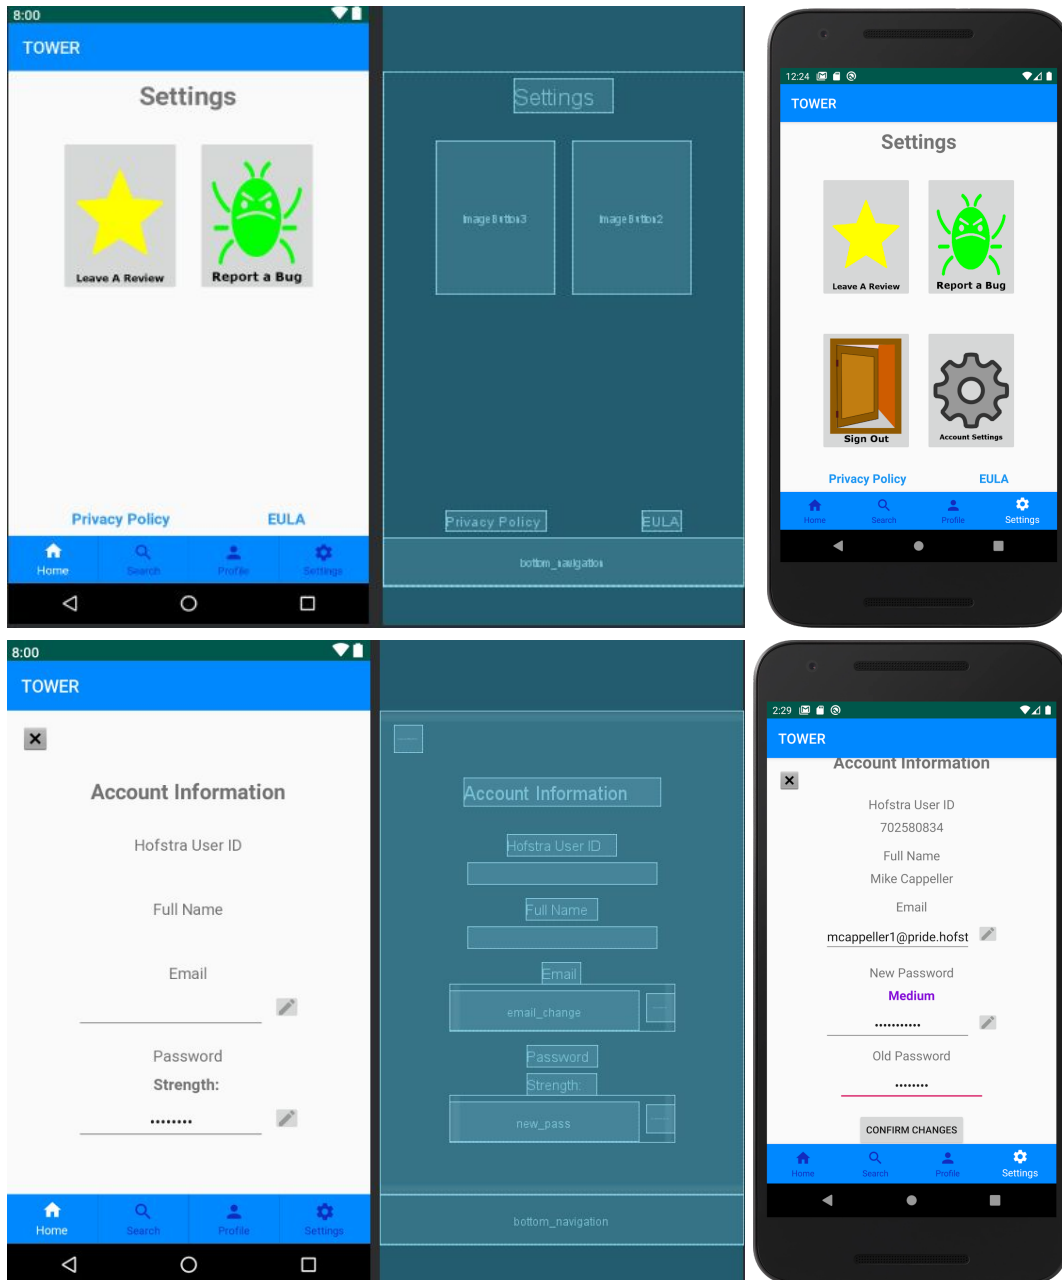 8:00
TOWER
Settings
Leave A Review
Report a Bug
Privacy Policy
EULA
Home
Search
Profile
Settings
Settings
ImageButton3
ImageButton2
Privacy Policy
EULA
bottom_navigation
12:24
TOWER
Settings
Leave A Review
Report a Bug
Sign Out
Account Settings
Privacy Policy
EULA
Home
Search
Profile
Settings
8:00
TOWER
Account Information
Hofstra User ID
Full Name
Email
Password
Strength:
Home
Search
Profile
Settings
Account Information
Hofstra User ID
Full Name
Email
email_change
Password
Strength:
new_pass
bottom_navigation
2:29
TOWER
Account Information
Hofstra User ID
702580834
Full Name
Mike Cappeller
Email
mcappeller1@pride.hofst
New Password
Medium
Old Password
CONFIRM CHANGES
Home
Search
Profile
Settings